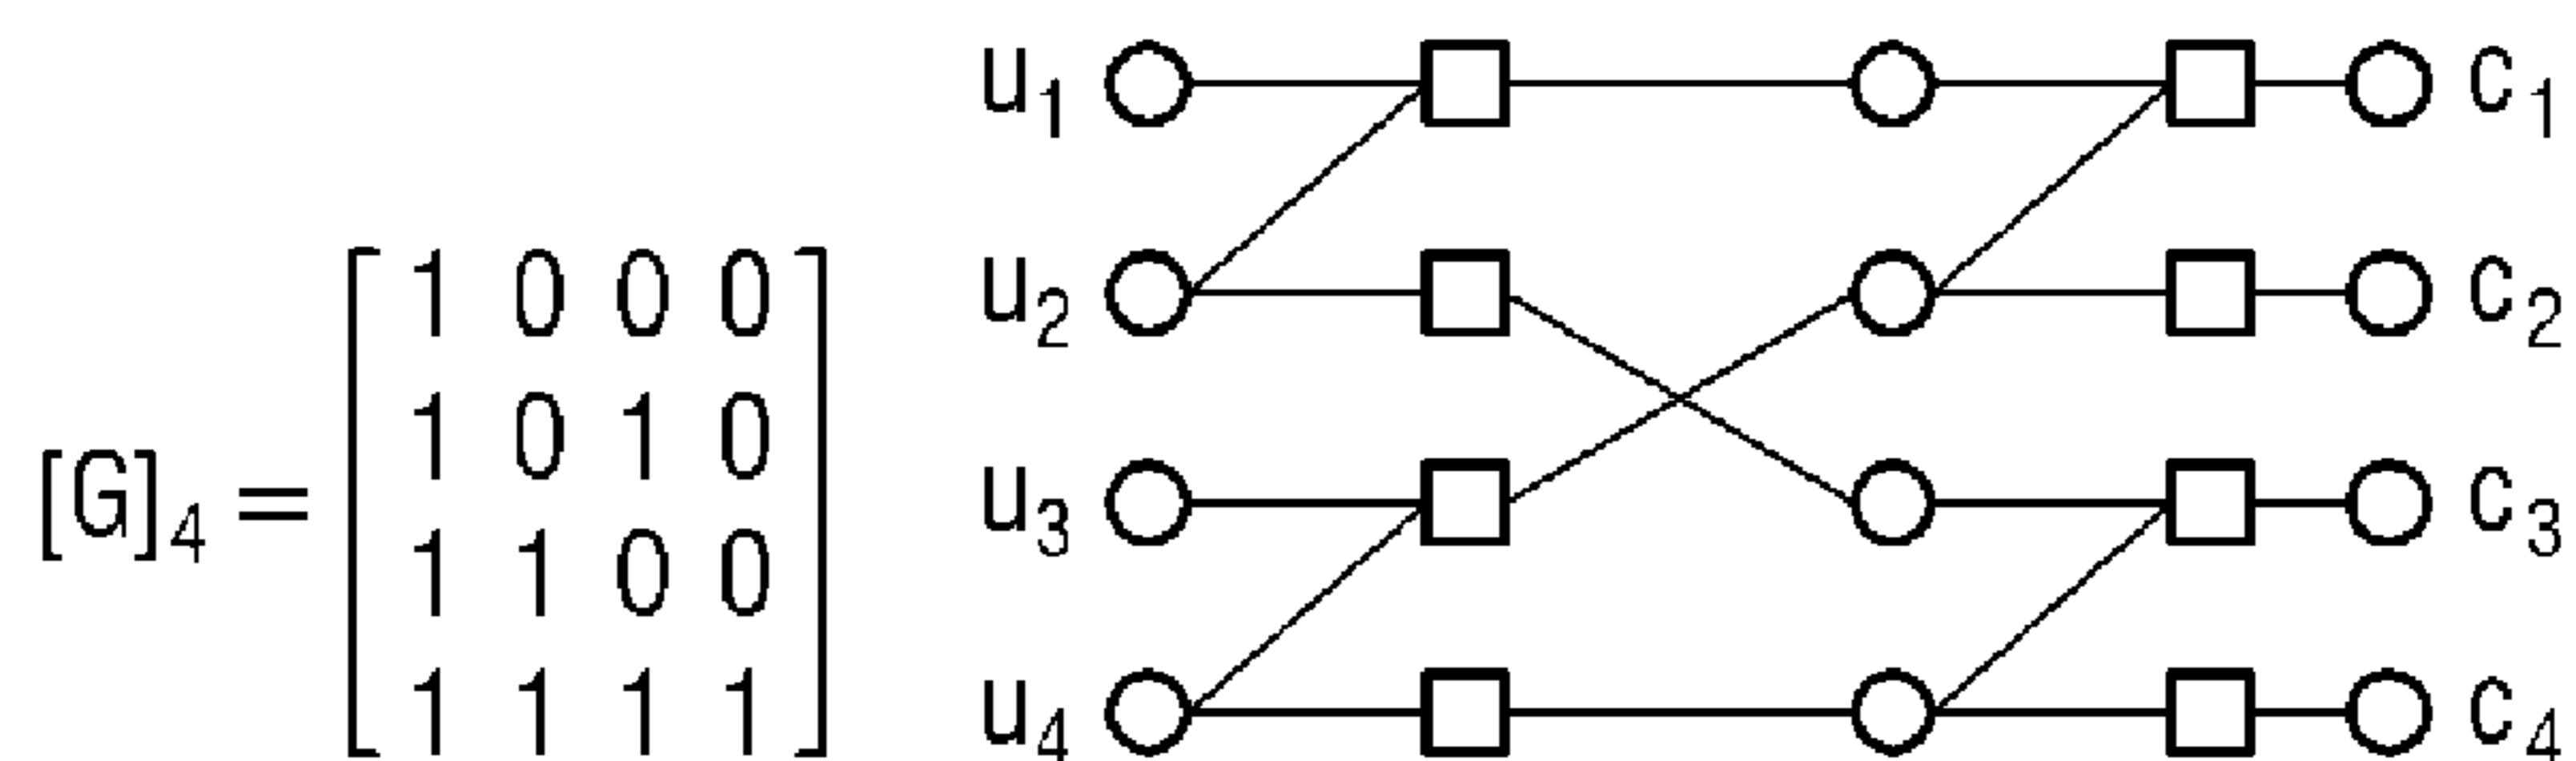 u₁ c₁
u₂ c₂
[G]₄ = [1 0 0 0
1 0 1 0
1 1 0 0
1 1 1 1]
u₃ c₃
u₄ c₄